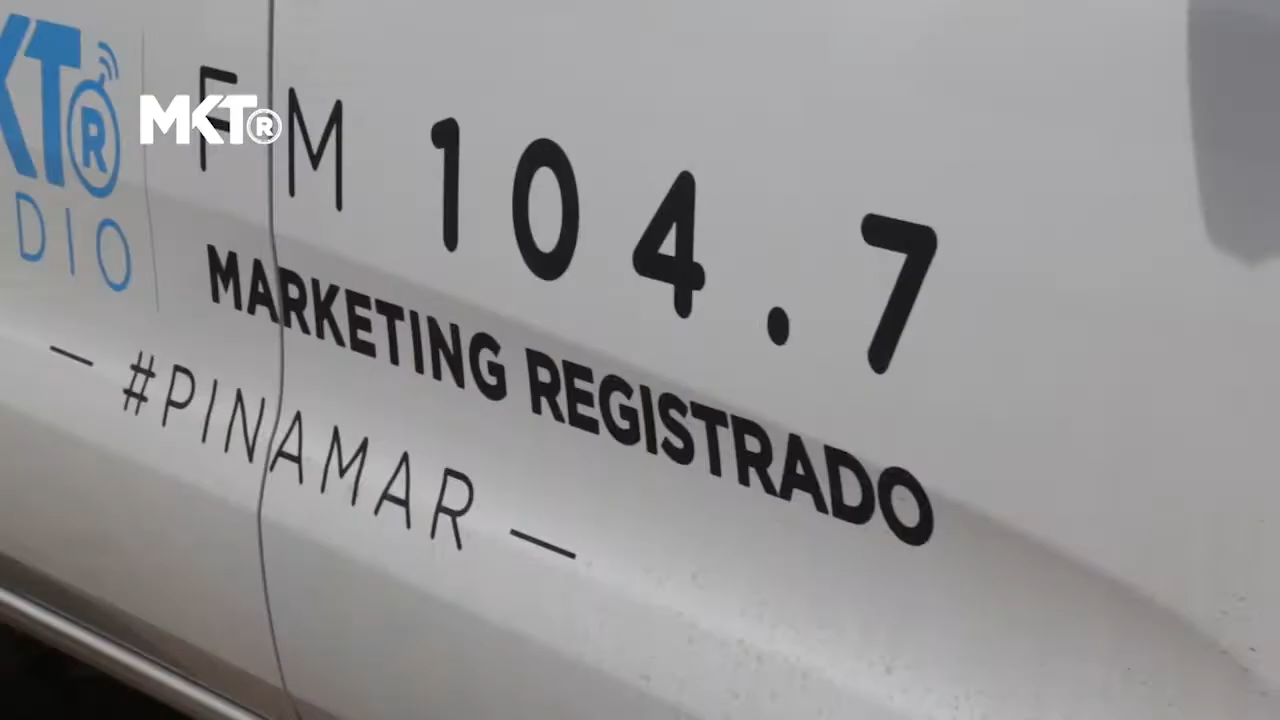 KT®
DIO
MKT®
FM 104.7
MARKETING REGISTRADO
— #PINAMAR —